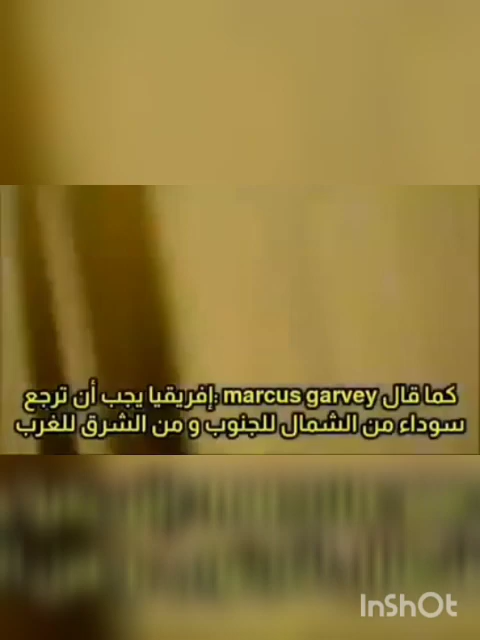 كما قال marcus garvey :إفريقيا يجب أن ترجع
سوداء من الشمال للجنوب و من الشرق للغرب
InShOt